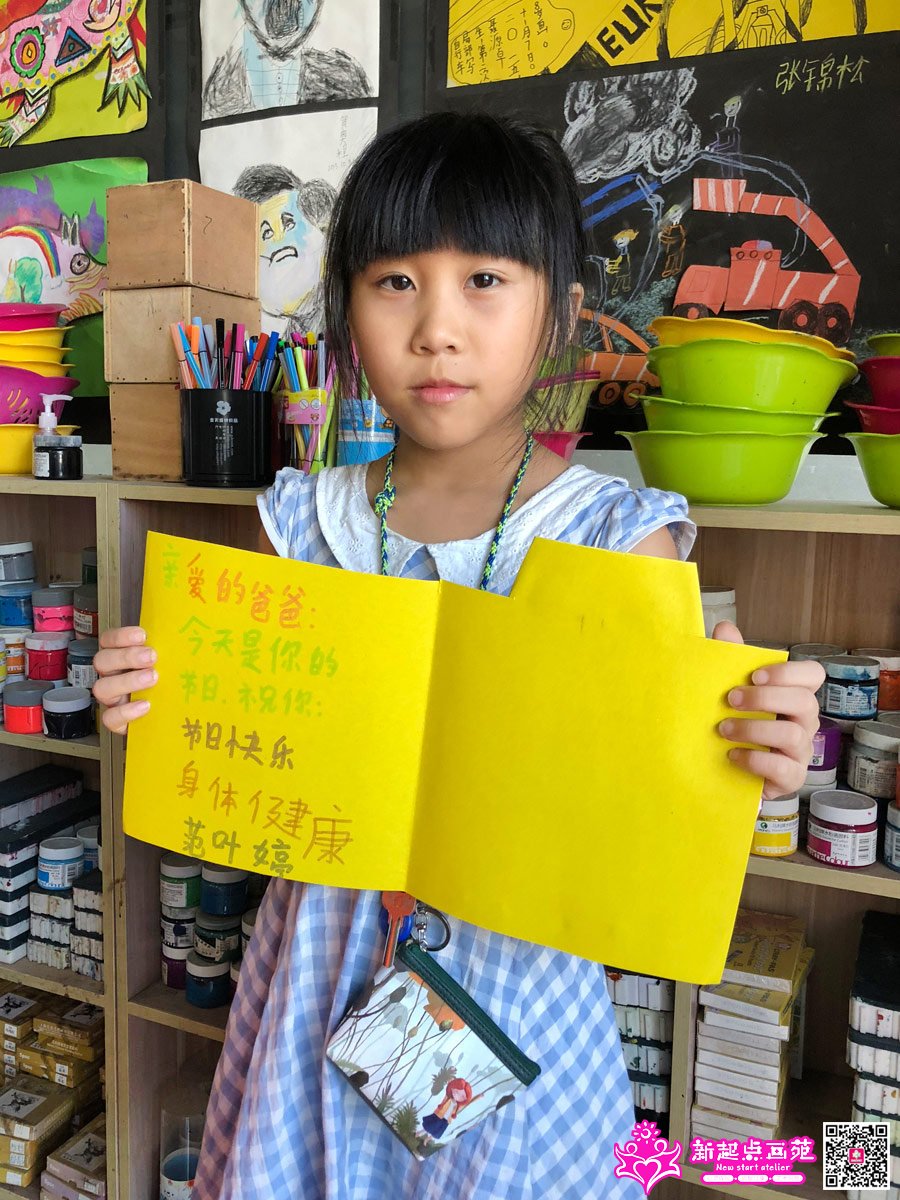 张锦松
亲爱的爸爸:
今天是你的
节日.祝你:
节日快乐
身体健康
范叶婷
新起点画苑
New start atelier